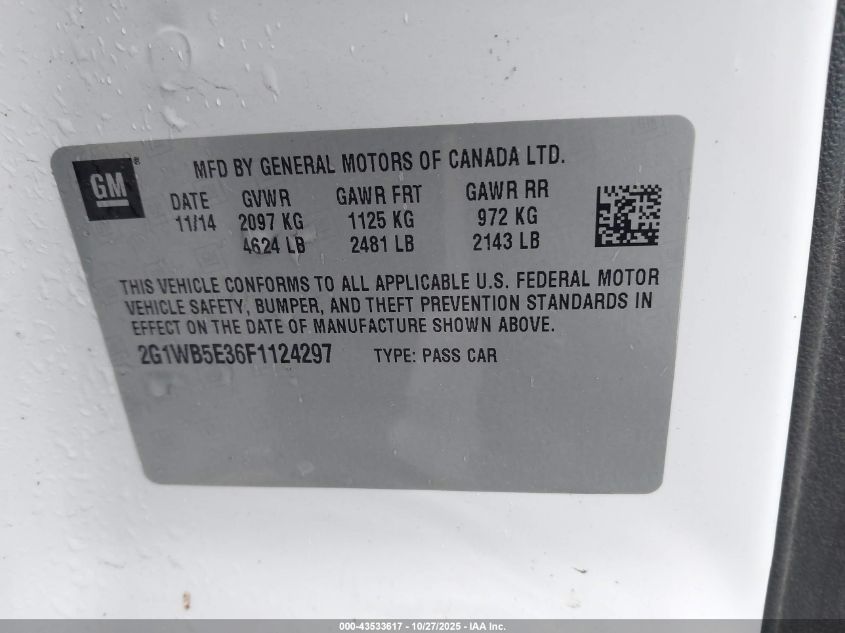 GM
MFD BY GENERAL MOTORS OF CANADA LTD.
DATE GVWR GAWR FRT GAWR RR
11/14 2097 KG 1125 KG 972 KG
4624 LB 2481 LB 2143 LB
THIS VEHICLE CONFORMS TO ALL APPLICABLE U.S. FEDERAL MOTOR
VEHICLE SAFETY, BUMPER, AND THEFT PREVENTION STANDARDS IN
EFFECT ON THE DATE OF MANUFACTURE SHOWN ABOVE.
2G1WB5E36F1124297 TYPE: PASS CAR
000-43533617 - 10/27/2025 - IAA Inc.